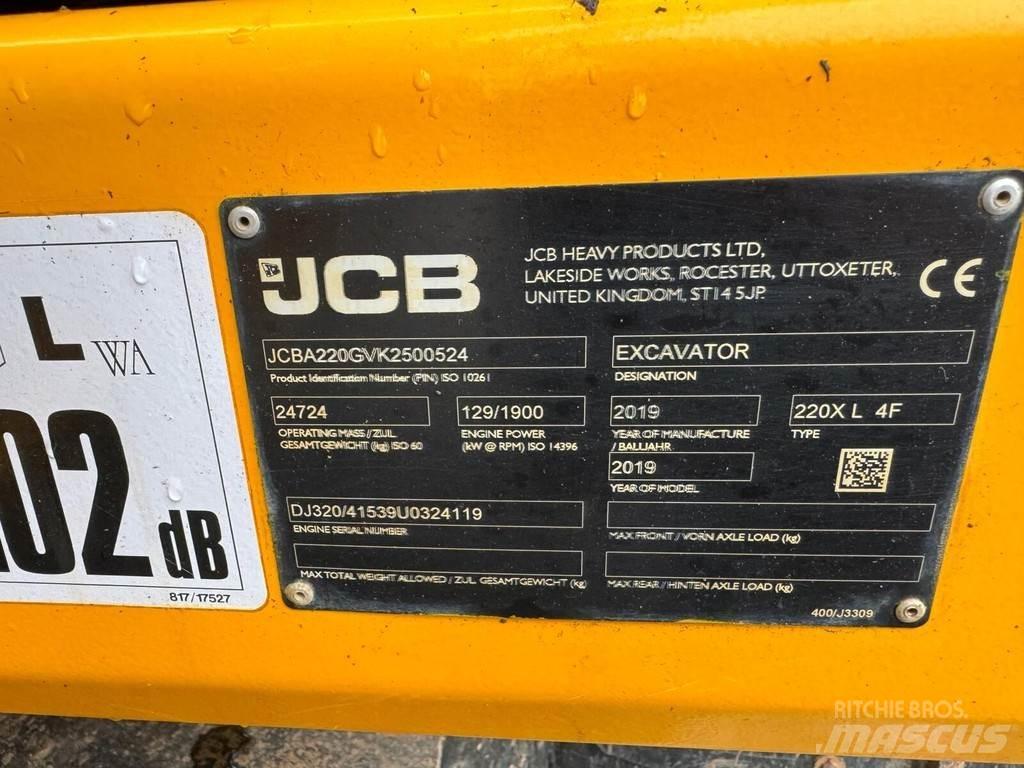 L
WA
102
dB
817/17527
JCB
JCB HEAVY PRODUCTS LTD,
LAKESIDE WORKS, ROCESTER, UTTOXETER,
UNITED KINGDOM, ST14 5JP.
CE
JCBA220GVK2500524
Product Identification Number (PIN) ISO 10261
EXCAVATOR
DESIGNATION
24724
OPERATING MASS / ZUL
GESAMTGEWICHT (kg) ISO 60
129/1900
ENGINE POWER
(kW @ RPM) ISO 14396
2019
YEAR OF MANUFACTURE
/ BAUJAHR
220X L 4F
TYPE
2019
YEAR OF MODEL
DJ320/41539U0324119
ENGINE SERIAL NUMBER
MAX FRONT / VORN AXLE LOAD (kg)
MAX TOTAL WEIGHT ALLOWED / ZUL GESAMTGEWICHT (kg)
MAX REAR / HINTEN AXLE LOAD (kg)
400/J3309
RITCHIE BROS.
MASCUS